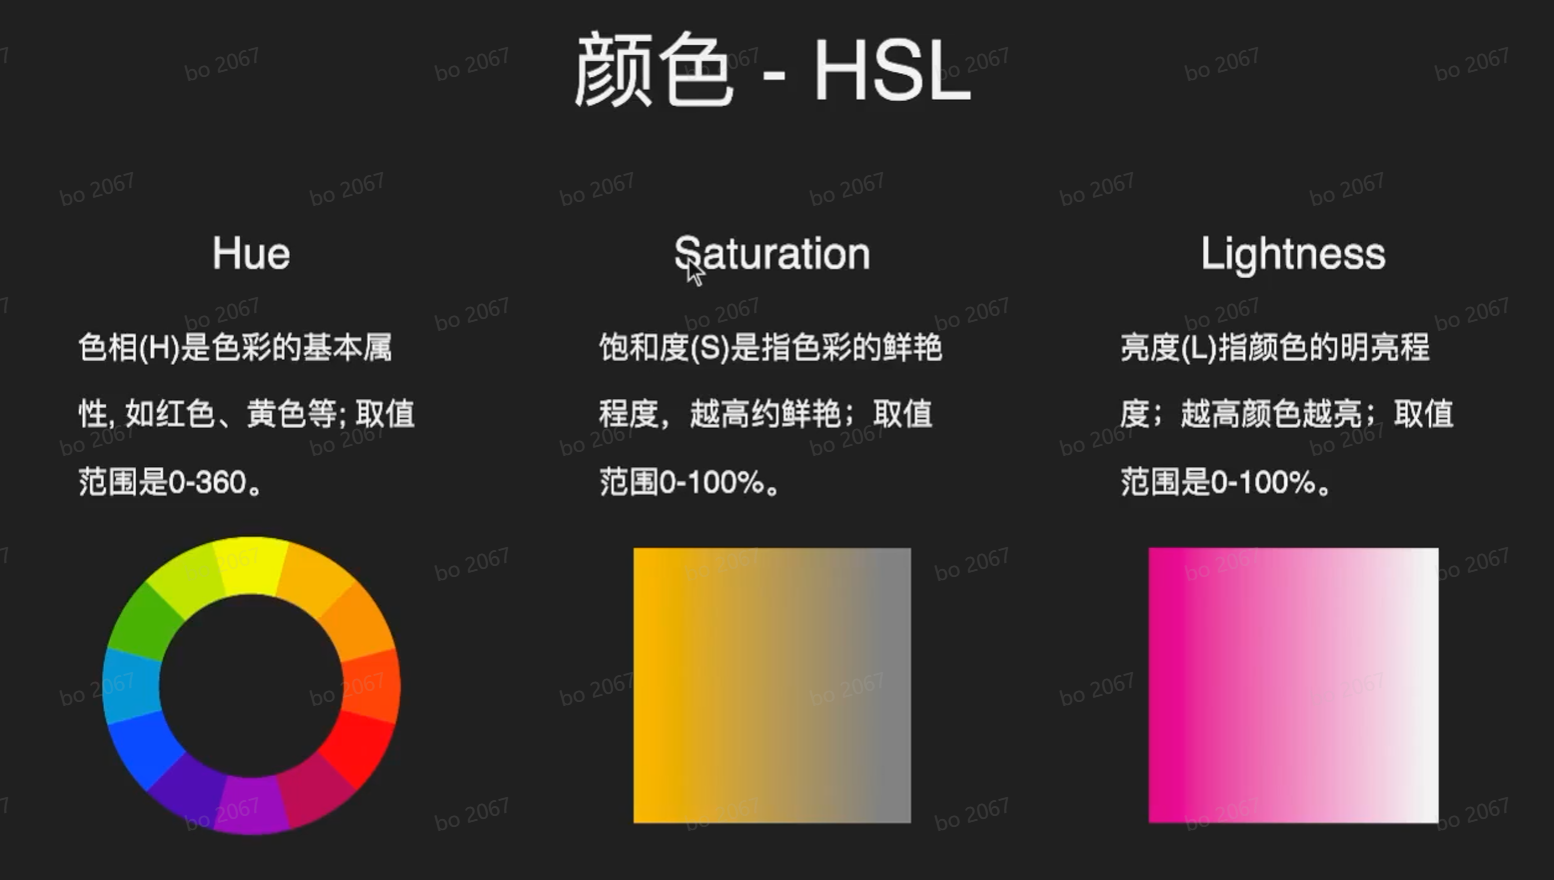 颜色 - HSL
Hue
色相(H)是色彩的基本属
性, 如红色、黄色等; 取值
范围是0-360。
Saturation
饱和度(S)是指色彩的鲜艳
程度，越高约鲜艳；取值
范围0-100%。
Lightness
亮度(L)指颜色的明亮程
度；越高颜色越亮；取值
范围是0-100%。
bo 2067